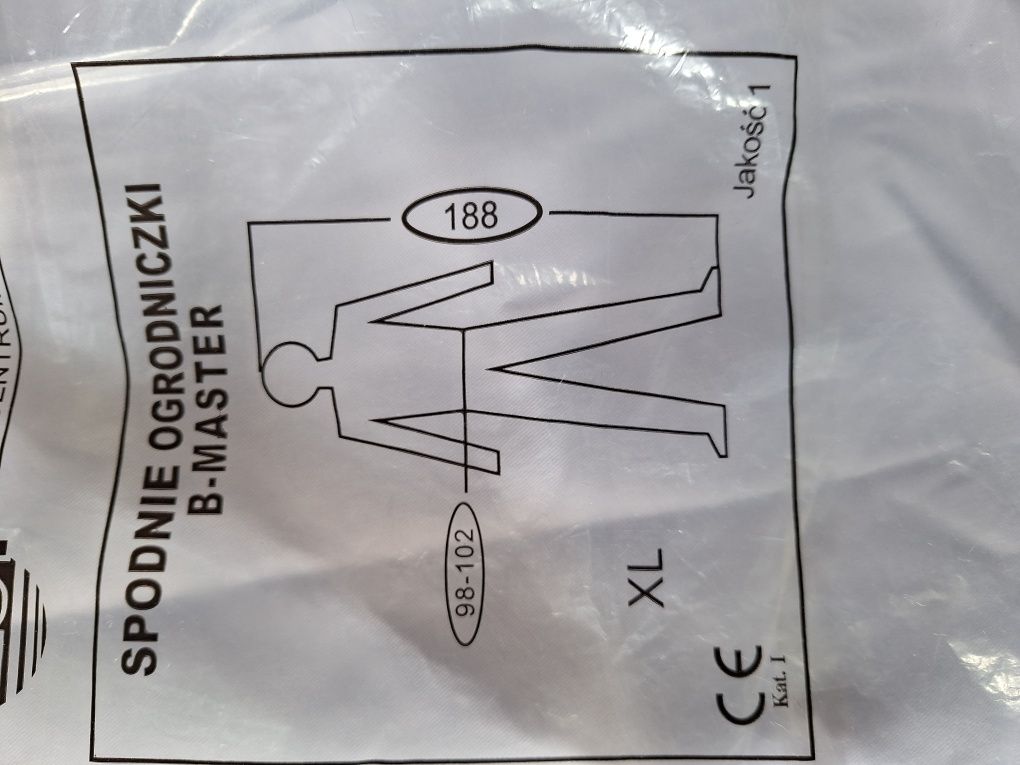 SPODNIE OGRODNICZKI
B-MASTER
188
98-102
XL
CE
Kat. I
Jakość 1